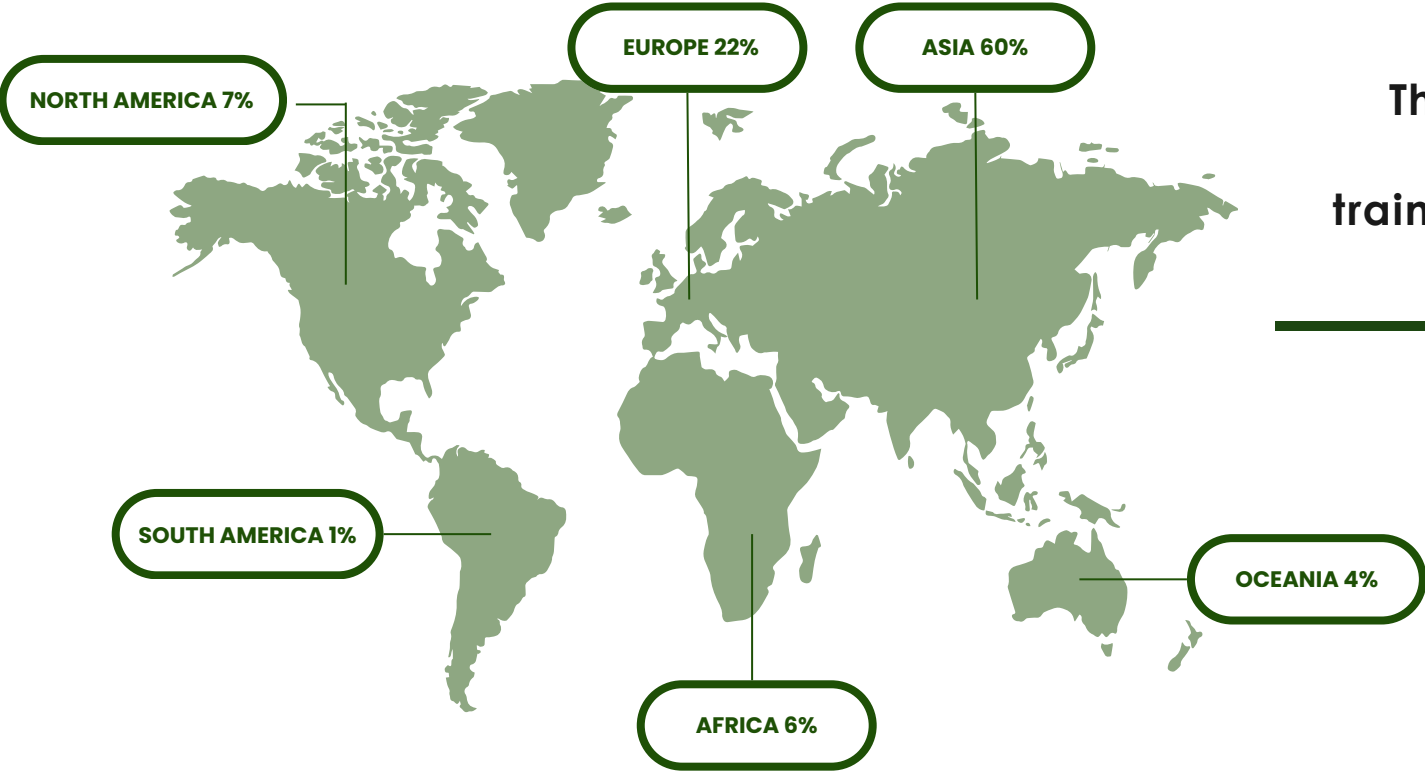 EUROPE 22%
ASIA 60%
NORTH AMERICA 7%
SOUTH AMERICA 1%
OCEANIA 4%
AFRICA 6%